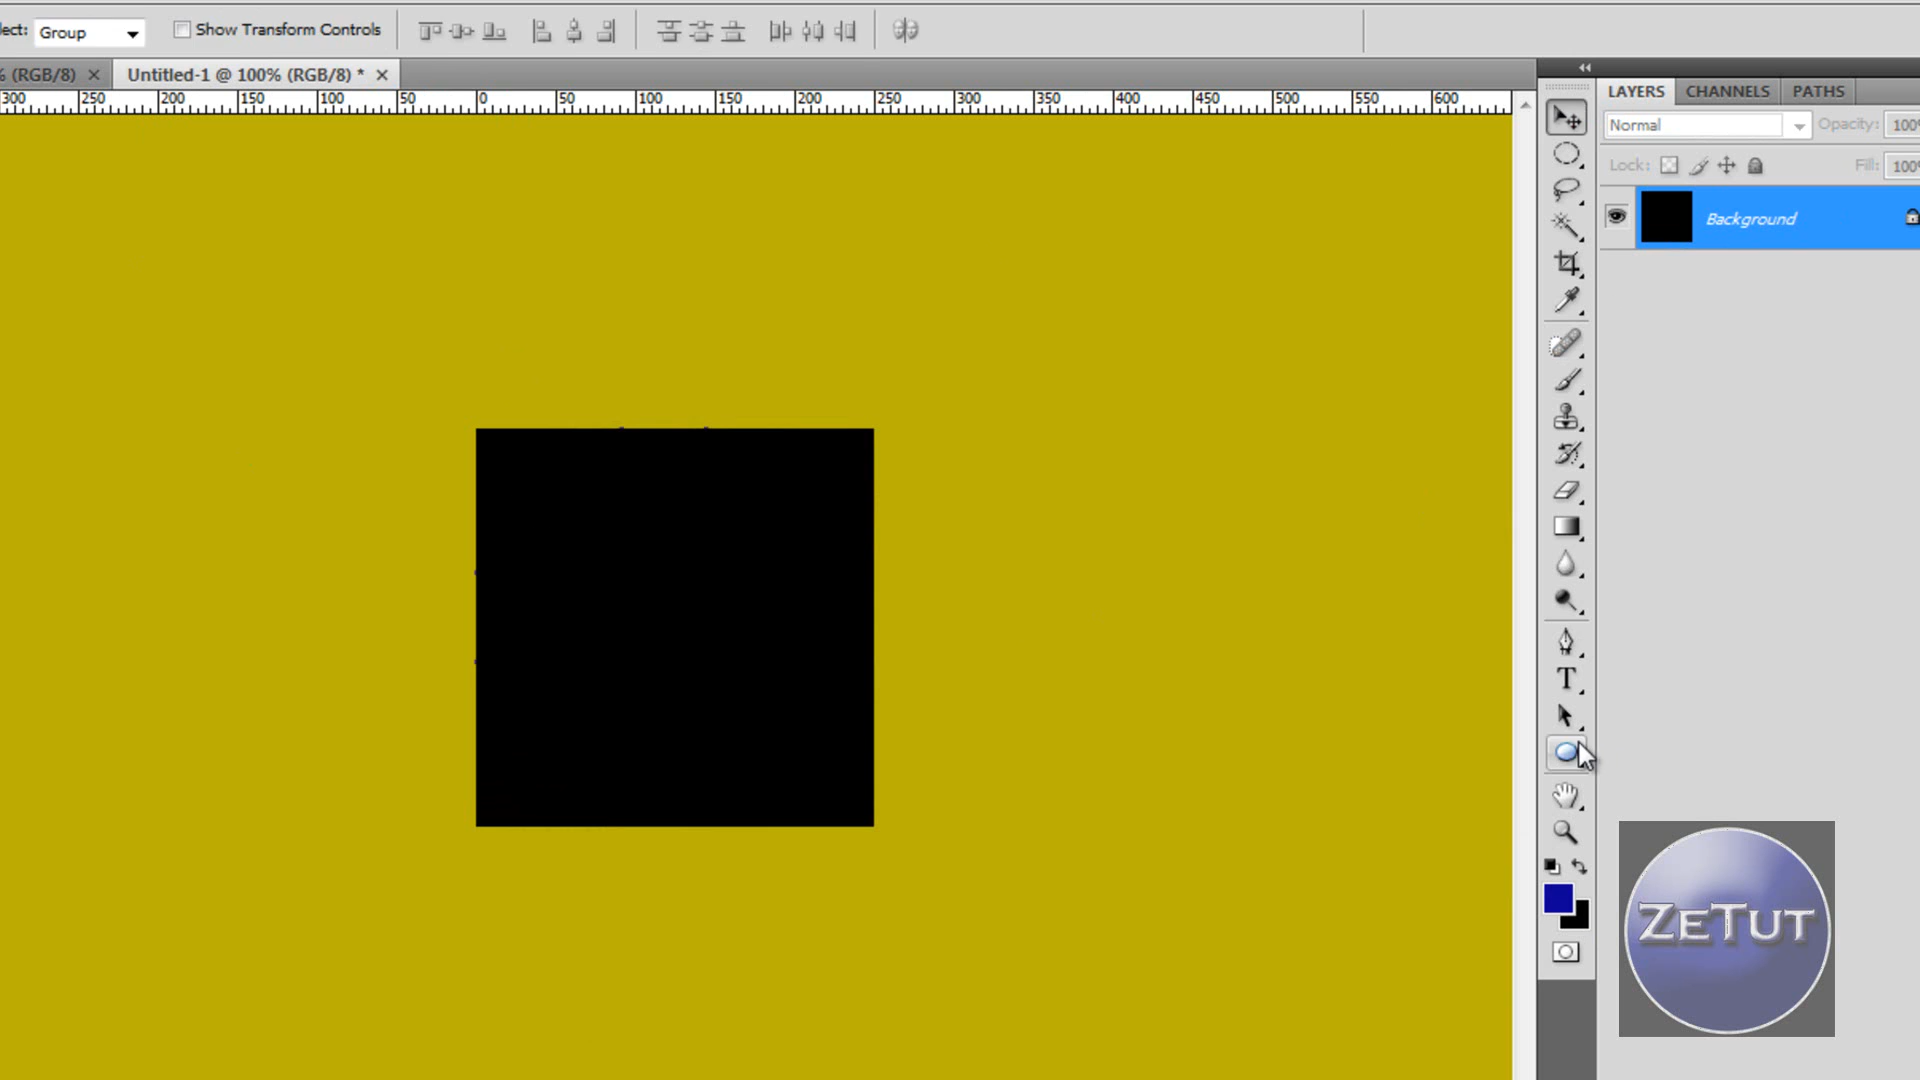 lect: Group Show Transform Controls
% (RGB/8) Untitled-1 @ 100% (RGB/8) *
300 250 200 150 100 50 0 50 100 150 200 250 300 350 400 450 500 550 600
LAYERS CHANNELS PATHS
Normal Opacity: 100%
Lock: Fill: 100%
Background
T
ZETUT